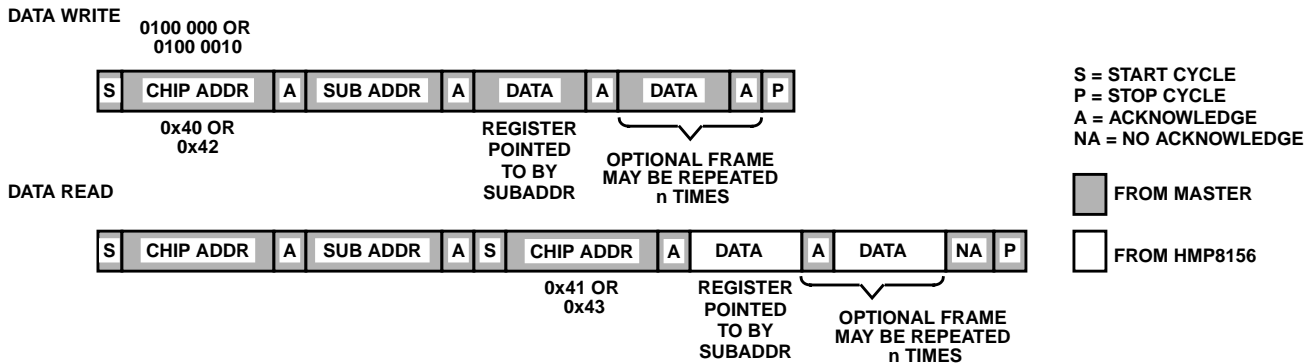 DATA WRITE
0100 000 OR
0100 0010
S CHIP ADDR A SUB ADDR A DATA A DATA A P
0x40 OR
0x42
REGISTER
POINTED
TO BY
SUBADDR
OPTIONAL FRAME
MAY BE REPEATED
n TIMES
S = START CYCLE
P = STOP CYCLE
A = ACKNOWLEDGE
NA = NO ACKNOWLEDGE
FROM MASTER
FROM HMP8156
DATA READ
S CHIP ADDR A SUB ADDR A S CHIP ADDR A DATA A DATA NA P
0x41 OR
0x43
REGISTER
POINTED
TO BY
SUBADDR
OPTIONAL FRAME
MAY BE REPEATED
n TIMES